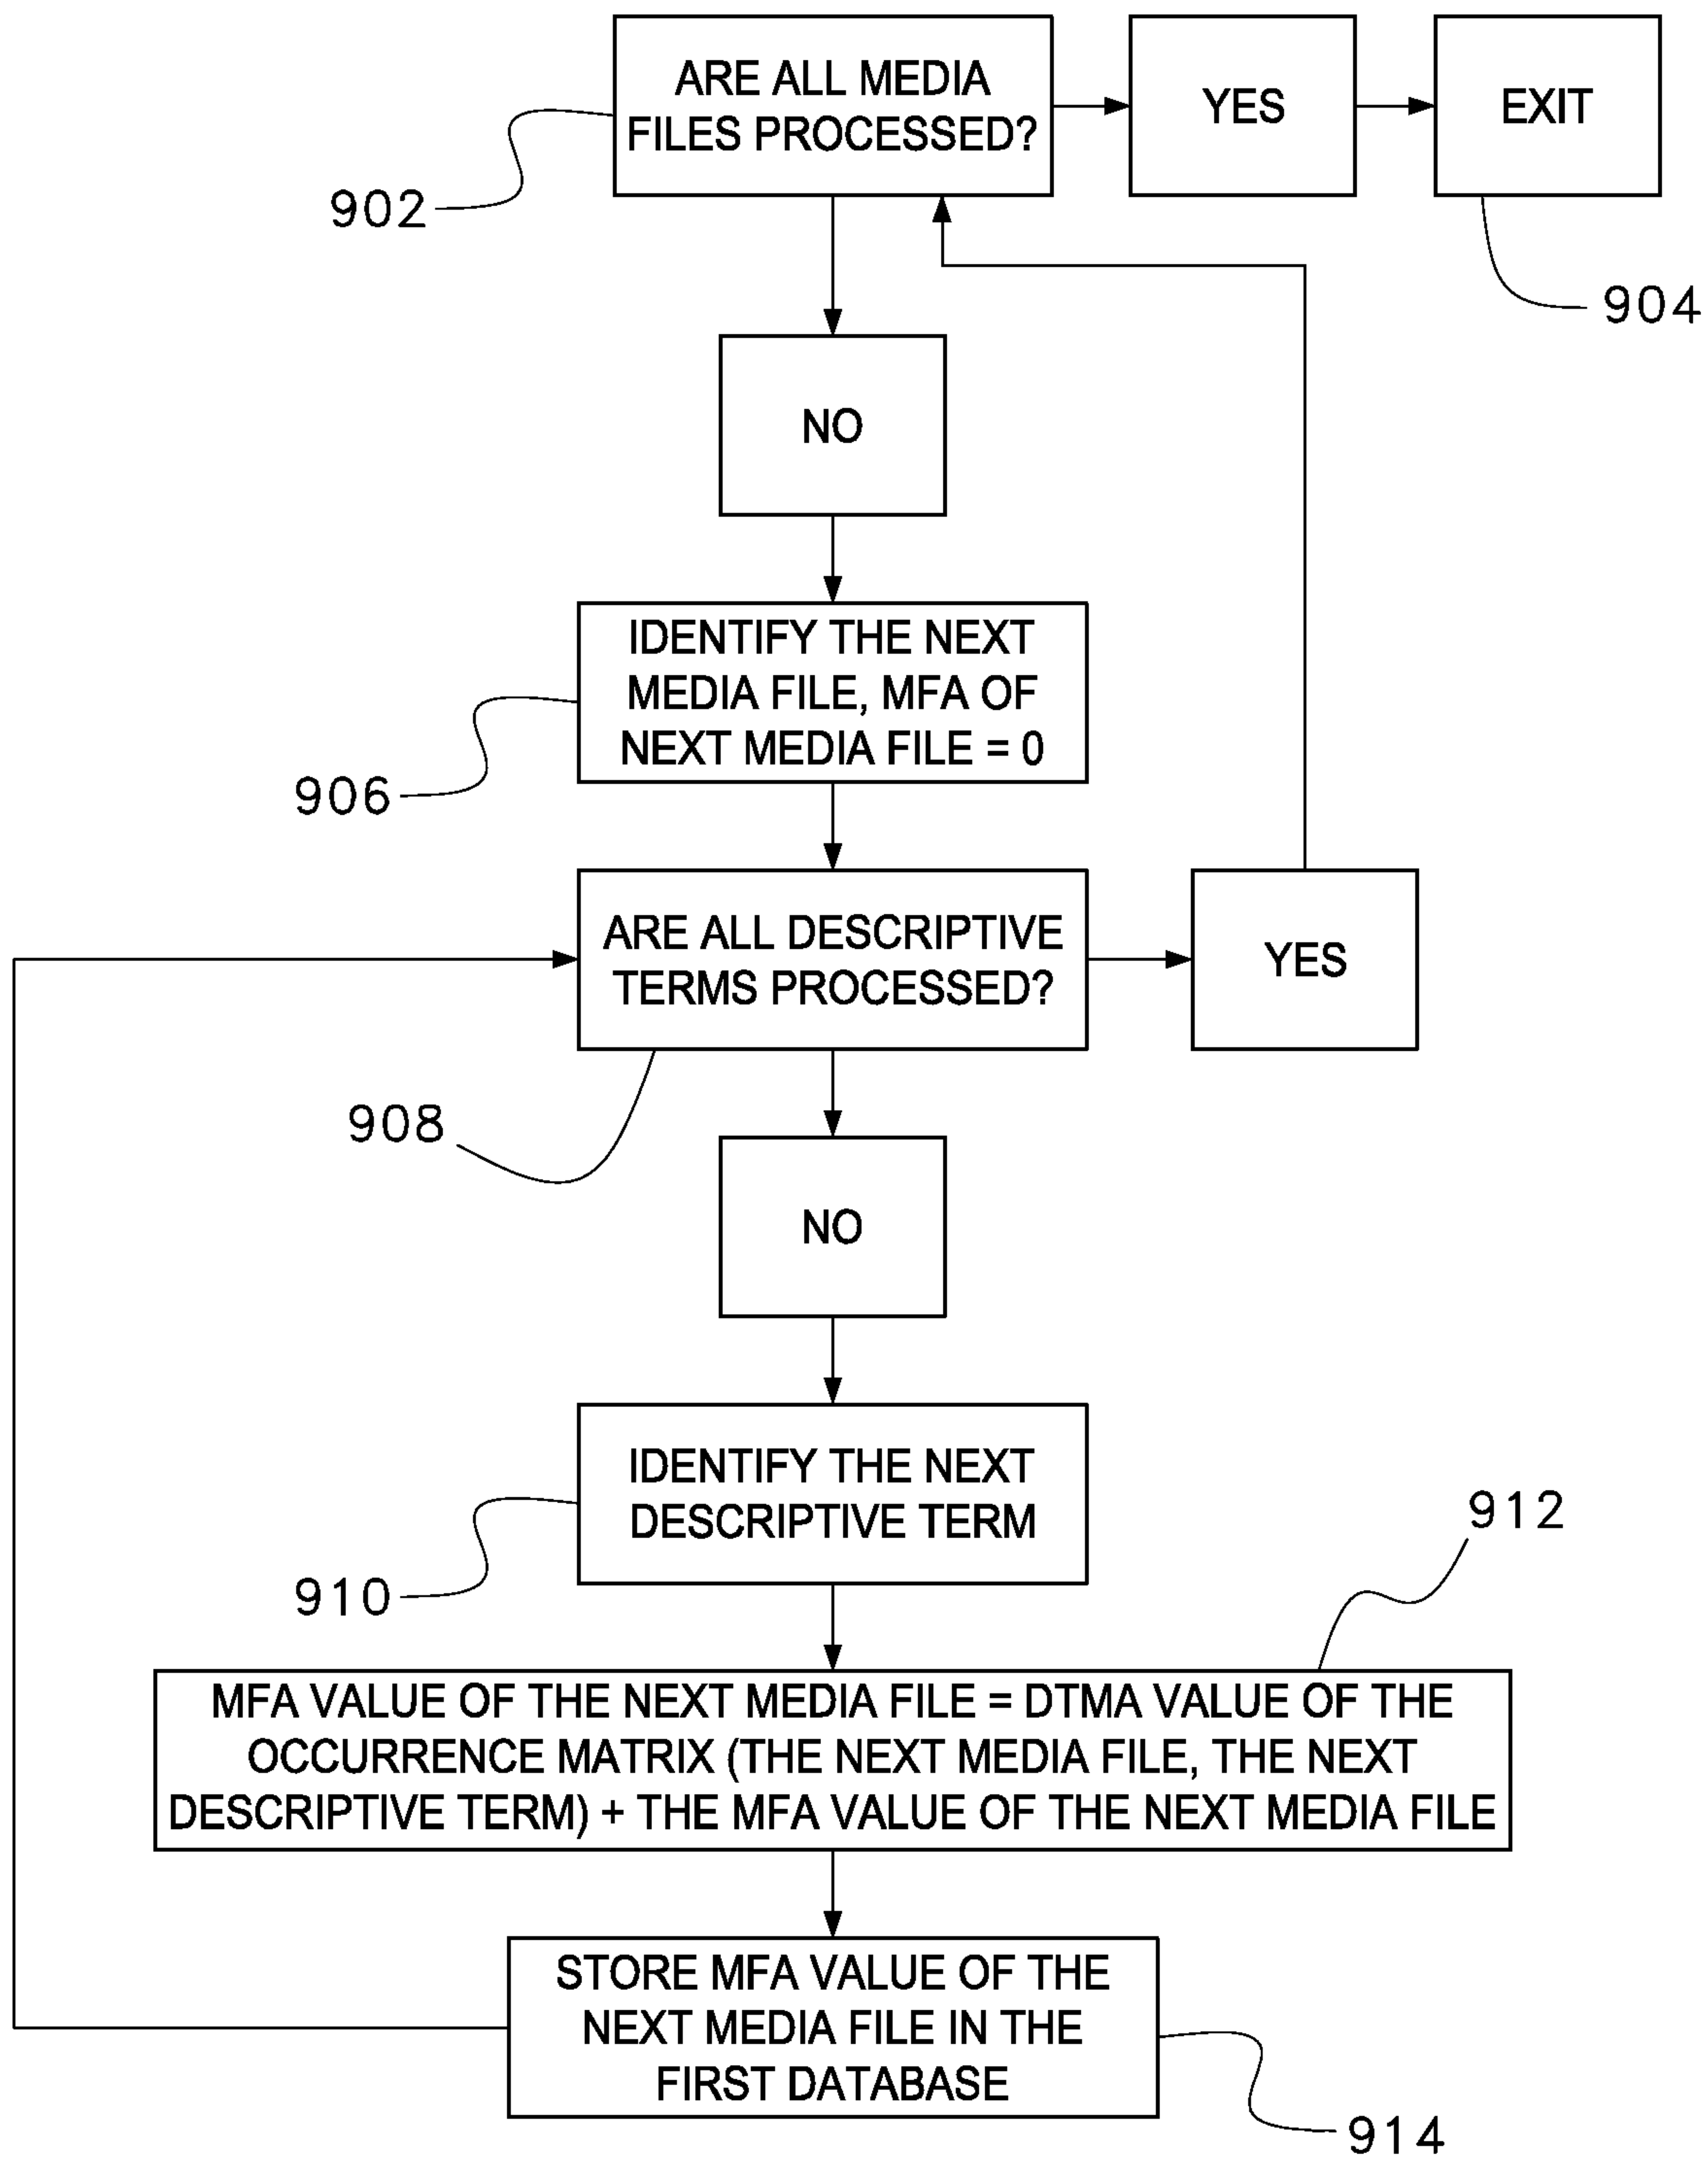 ARE ALL MEDIA
FILES PROCESSED?
YES
EXIT
902
904
NO
IDENTIFY THE NEXT
MEDIA FILE, MFA OF
NEXT MEDIA FILE = 0
906
ARE ALL DESCRIPTIVE
TERMS PROCESSED?
YES
908
NO
IDENTIFY THE NEXT
DESCRIPTIVE TERM
910
912
MFA VALUE OF THE NEXT MEDIA FILE = DTMA VALUE OF THE
OCCURRENCE MATRIX (THE NEXT MEDIA FILE, THE NEXT
DESCRIPTIVE TERM) + THE MFA VALUE OF THE NEXT MEDIA FILE
STORE MFA VALUE OF THE
NEXT MEDIA FILE IN THE
FIRST DATABASE
914